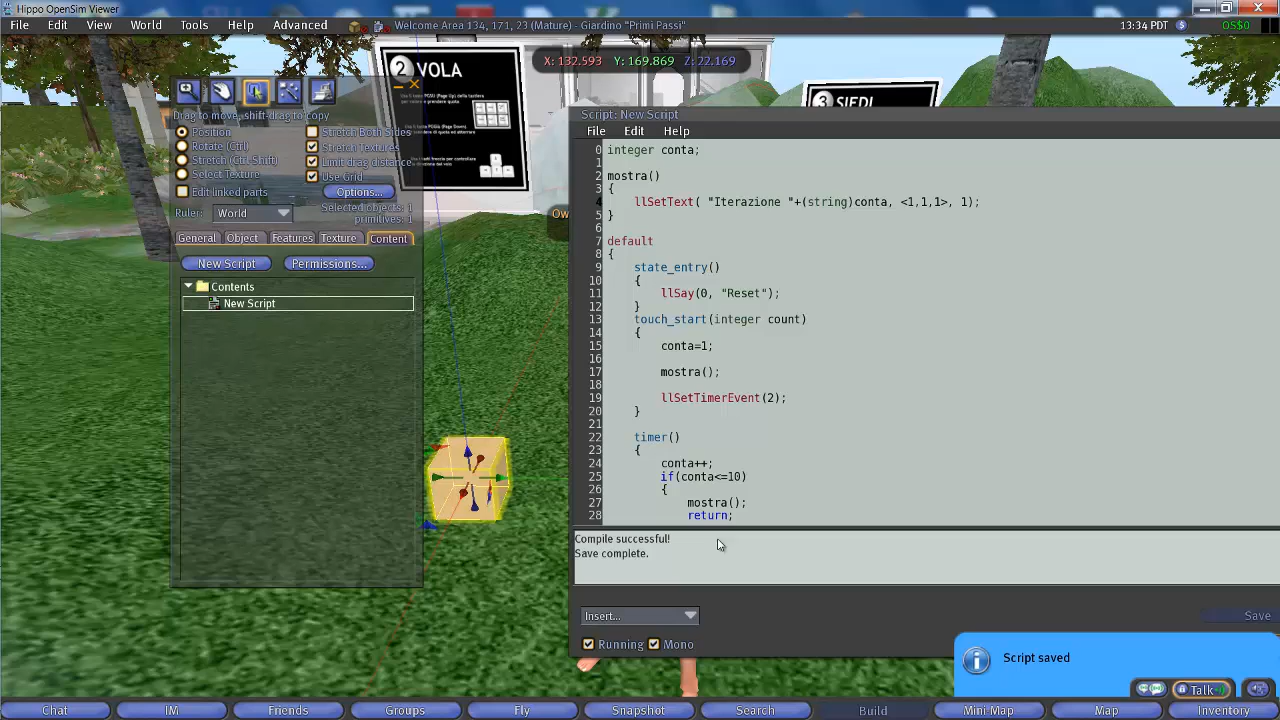 Hippo OpenSim Viewer
File Edit View World Tools Help Advanced
Welcome Area 134, 171, 23 (Mature) - Giardino "Primi Passi"
13:34 PDT
OS$0
X: 132.593 Y: 169.869 Z: 22.169
2 VOLA
3 SIEDI
Drag to move, shift-drag to copy
Position
Rotate (Ctrl)
Stretch (Ctrl Shift)
Select Texture
Edit linked parts
Stretch Both Sides
Stretch Textures
Limit drag distance
Use Grid
Options...
Ruler: World
Selected objects: 1
primitives: 1
General Object Features Texture Content
New Script Permissions...
Contents
New Script
Script: New Script
File Edit Help
0 integer conta;
1
2 mostra()
3 {
4 llSetText( "Iterazione "+(string)conta, <1,1,1>, 1);
5 }
6
7 default
8 {
9 state_entry()
10 {
11 llSay(0, "Reset");
12 }
13 touch_start(integer count)
14 {
15 conta=1;
16
17 mostra();
18
19 llSetTimerEvent(2);
20 }
21
22 timer()
23 {
24 conta++;
25 if(conta<=10)
26 {
27 mostra();
28 return;
Compile successful!
Save complete.
Insert...
Save
Running Mono
Script saved
Talk
Chat IM Friends Groups Fly Snapshot Search Build Mini-Map Map Inventory